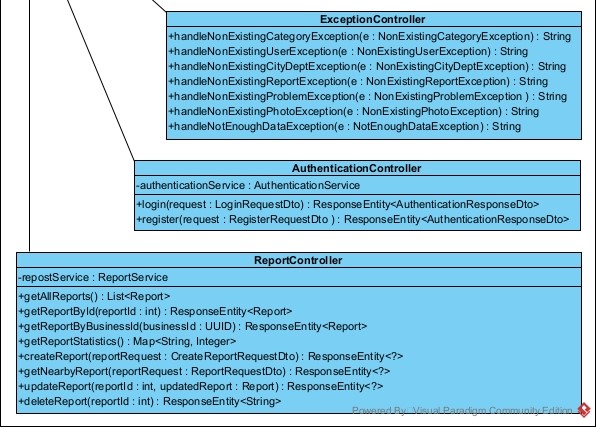 ExceptionController
+handleNonExistingCategoryException(e : NonExistingCategoryException) : String
+handleNonExistingUserException(e : NonExistingUserException) : String
+handleNonExistingCityDeptException(e : NonExistingCityDeptException) : String
+handleNonExistingReportException(e : NonExistingReportException) : String
+handleNonExistingProblemException(e : NonExistingProblemException ) : String
+handleNonExistingPhotoException(e : NonExistingPhotoException) : String
+handleNotEnoughDataException(e : NotEnoughDataException) : String
AuthenticationController
-authenticationService : AuthenticationService
+login(request : LoginRequestDto) : ResponseEntity<AuthenticationResponseDto>
+register(request : RegisterRequestDto ) : ResponseEntity<AuthenticationResponseDto>
ReportController
-repostService : ReportService
+getAllReports() : List<Report>
+getReportById(reportId : int) : ResponseEntity<Report>
+getReportByBusinessId(businessId : UUID) : ResponseEntity<Report>
+getReportStatistics() : Map<String, Integer>
+createReport(reportRequest : CreateReportRequestDto) : ResponseEntity<?>
+getNearbyReport(reportRequest : ReportRequestDto) : ResponseEntity<?>
+updateReport(reportId : int, updatedReport : Report) : ResponseEntity<?>
+deleteReport(reportId : int) : ResponseEntity<String>
Powered By Visual Paradigm Community Edition